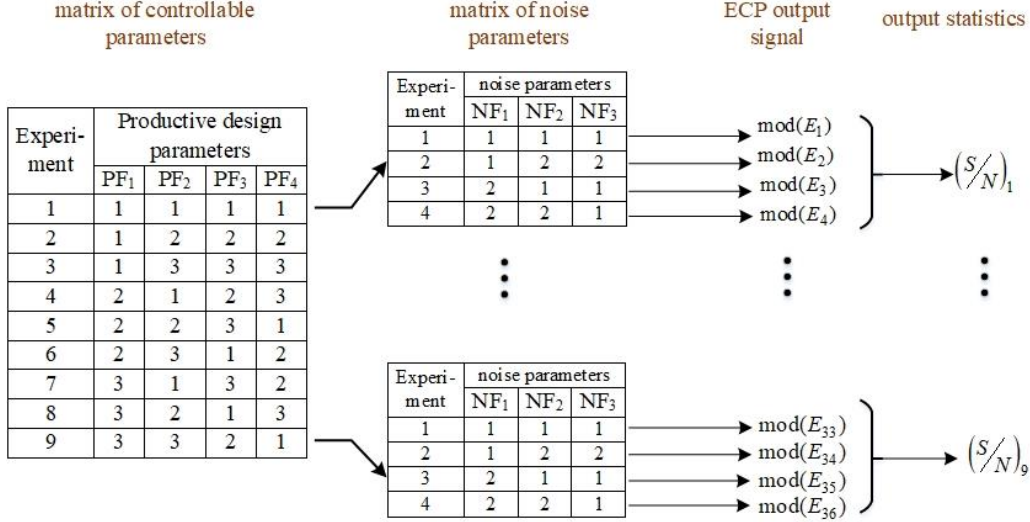 matrix of controllable parameters
matrix of noise parameters
ECP output signal
output statistics
Experi-ment
Productive design parameters
PF1 PF2 PF3 PF4
1 1 1 1 1
2 1 2 2 2
3 1 3 3 3
4 2 1 2 3
5 2 2 3 1
6 2 3 1 2
7 3 1 3 2
8 3 2 1 3
9 3 3 2 1
Experi-ment
noise parameters
NF1 NF2 NF3
1 1 1 1
2 1 2 2
3 2 1 1
4 2 2 1
mod(E1)
mod(E2)
mod(E3)
mod(E4)
(S/N)1
Experi-ment
noise parameters
NF1 NF2 NF3
1 1 1 1
2 1 2 2
3 2 1 1
4 2 2 1
mod(E33)
mod(E34)
mod(E35)
mod(E36)
(S/N)9